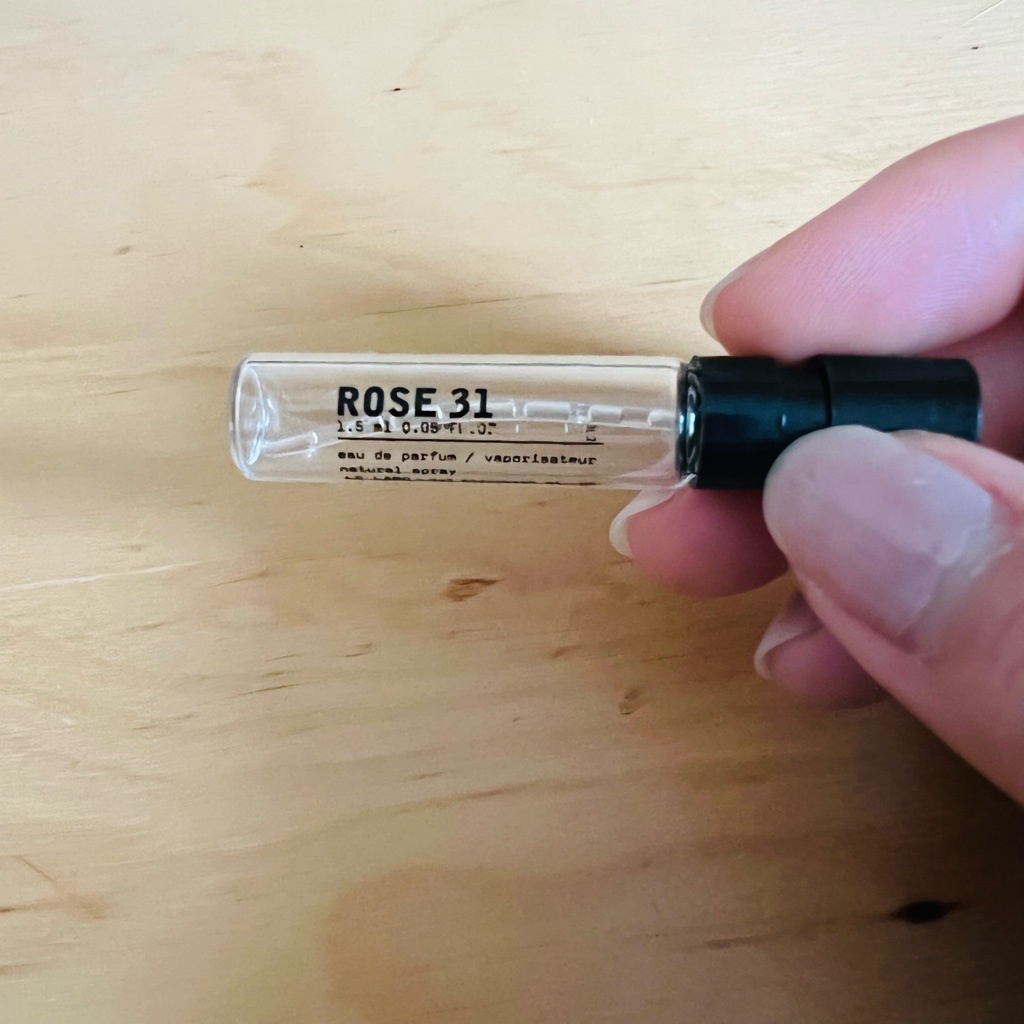 ROSE 31
1.5 ml 0.05 fl.oz
eau de parfum / vaporisateur
natural spray